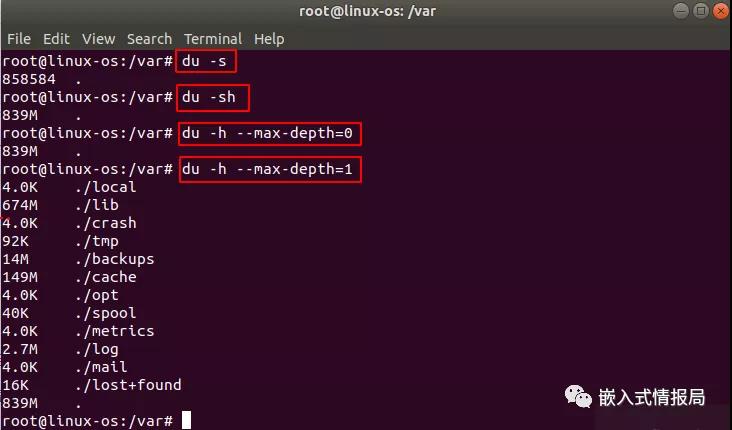 root@linux-os: /var
File Edit View Search Terminal Help
root@linux-os:/var# du -s
858584 .
root@linux-os:/var# du -sh
839M .
root@linux-os:/var# du -h --max-depth=0
839M .
root@linux-os:/var# du -h --max-depth=1
4.0K ./local
674M ./lib
4.0K ./crash
92K ./tmp
14M ./backups
149M ./cache
4.0K ./opt
40K ./spool
4.0K ./metrics
2.7M ./log
4.0K ./mail
16K ./lost+found
839M .
root@linux-os:/var#
嵌入式情报局